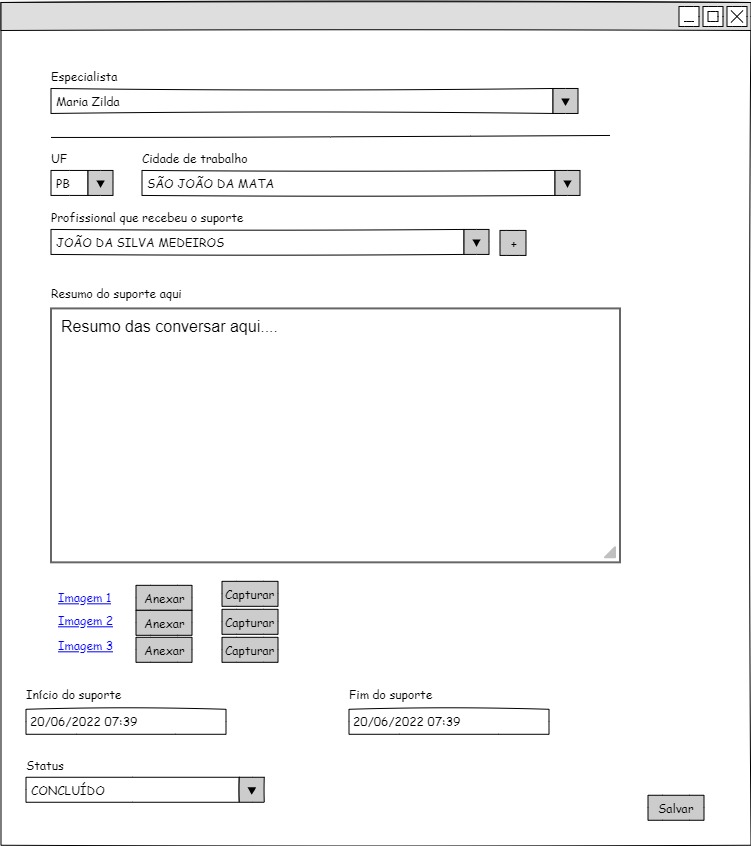 Especialista
Maria Zilda
UF Cidade de trabalho
PB SÃO JOÃO DA MATA
Profissional que recebeu o suporte
JOÃO DA SILVA MEDEIROS +
Resumo do suporte aqui
Resumo das conversar aqui....
Imagem 1 Anexar Capturar
Imagem 2 Anexar Capturar
Imagem 3 Anexar Capturar
Início do suporte Fim do suporte
20/06/2022 07:39 20/06/2022 07:39
Status
CONCLUÍDO
Salvar